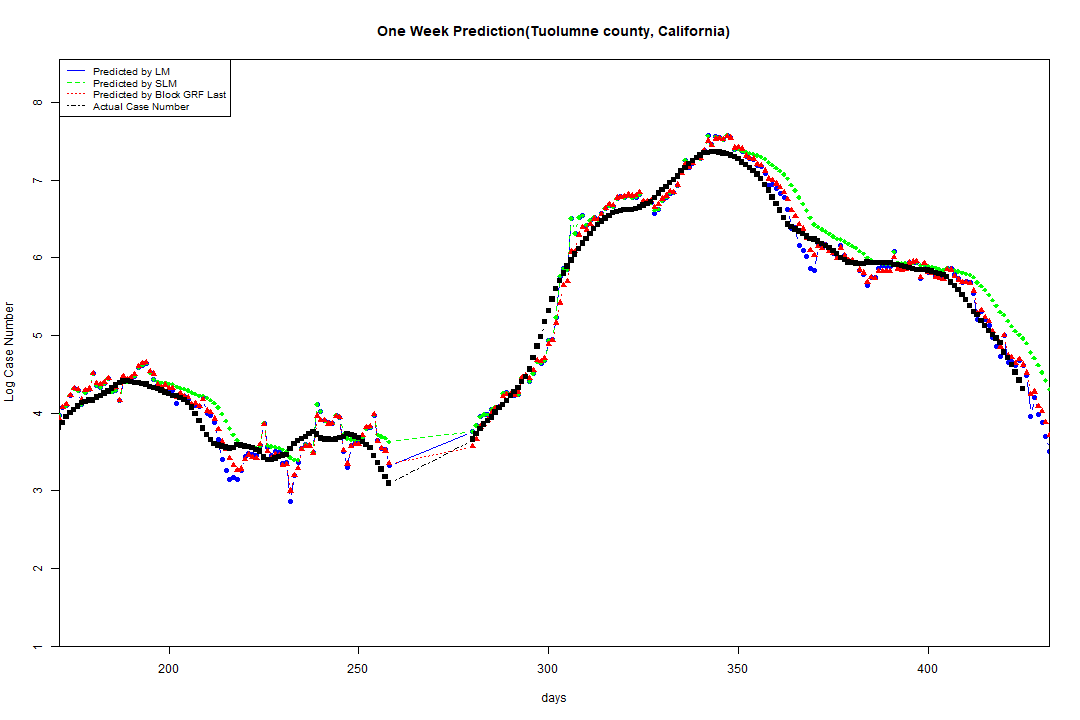 One Week Prediction(Tuolumne county, California)
Predicted by LM
Predicted by SLM
Predicted by Block GRF Last
Actual Case Number
8
7
6
5
4
3
2
1
Log Case Number
200 250 300 350 400
days